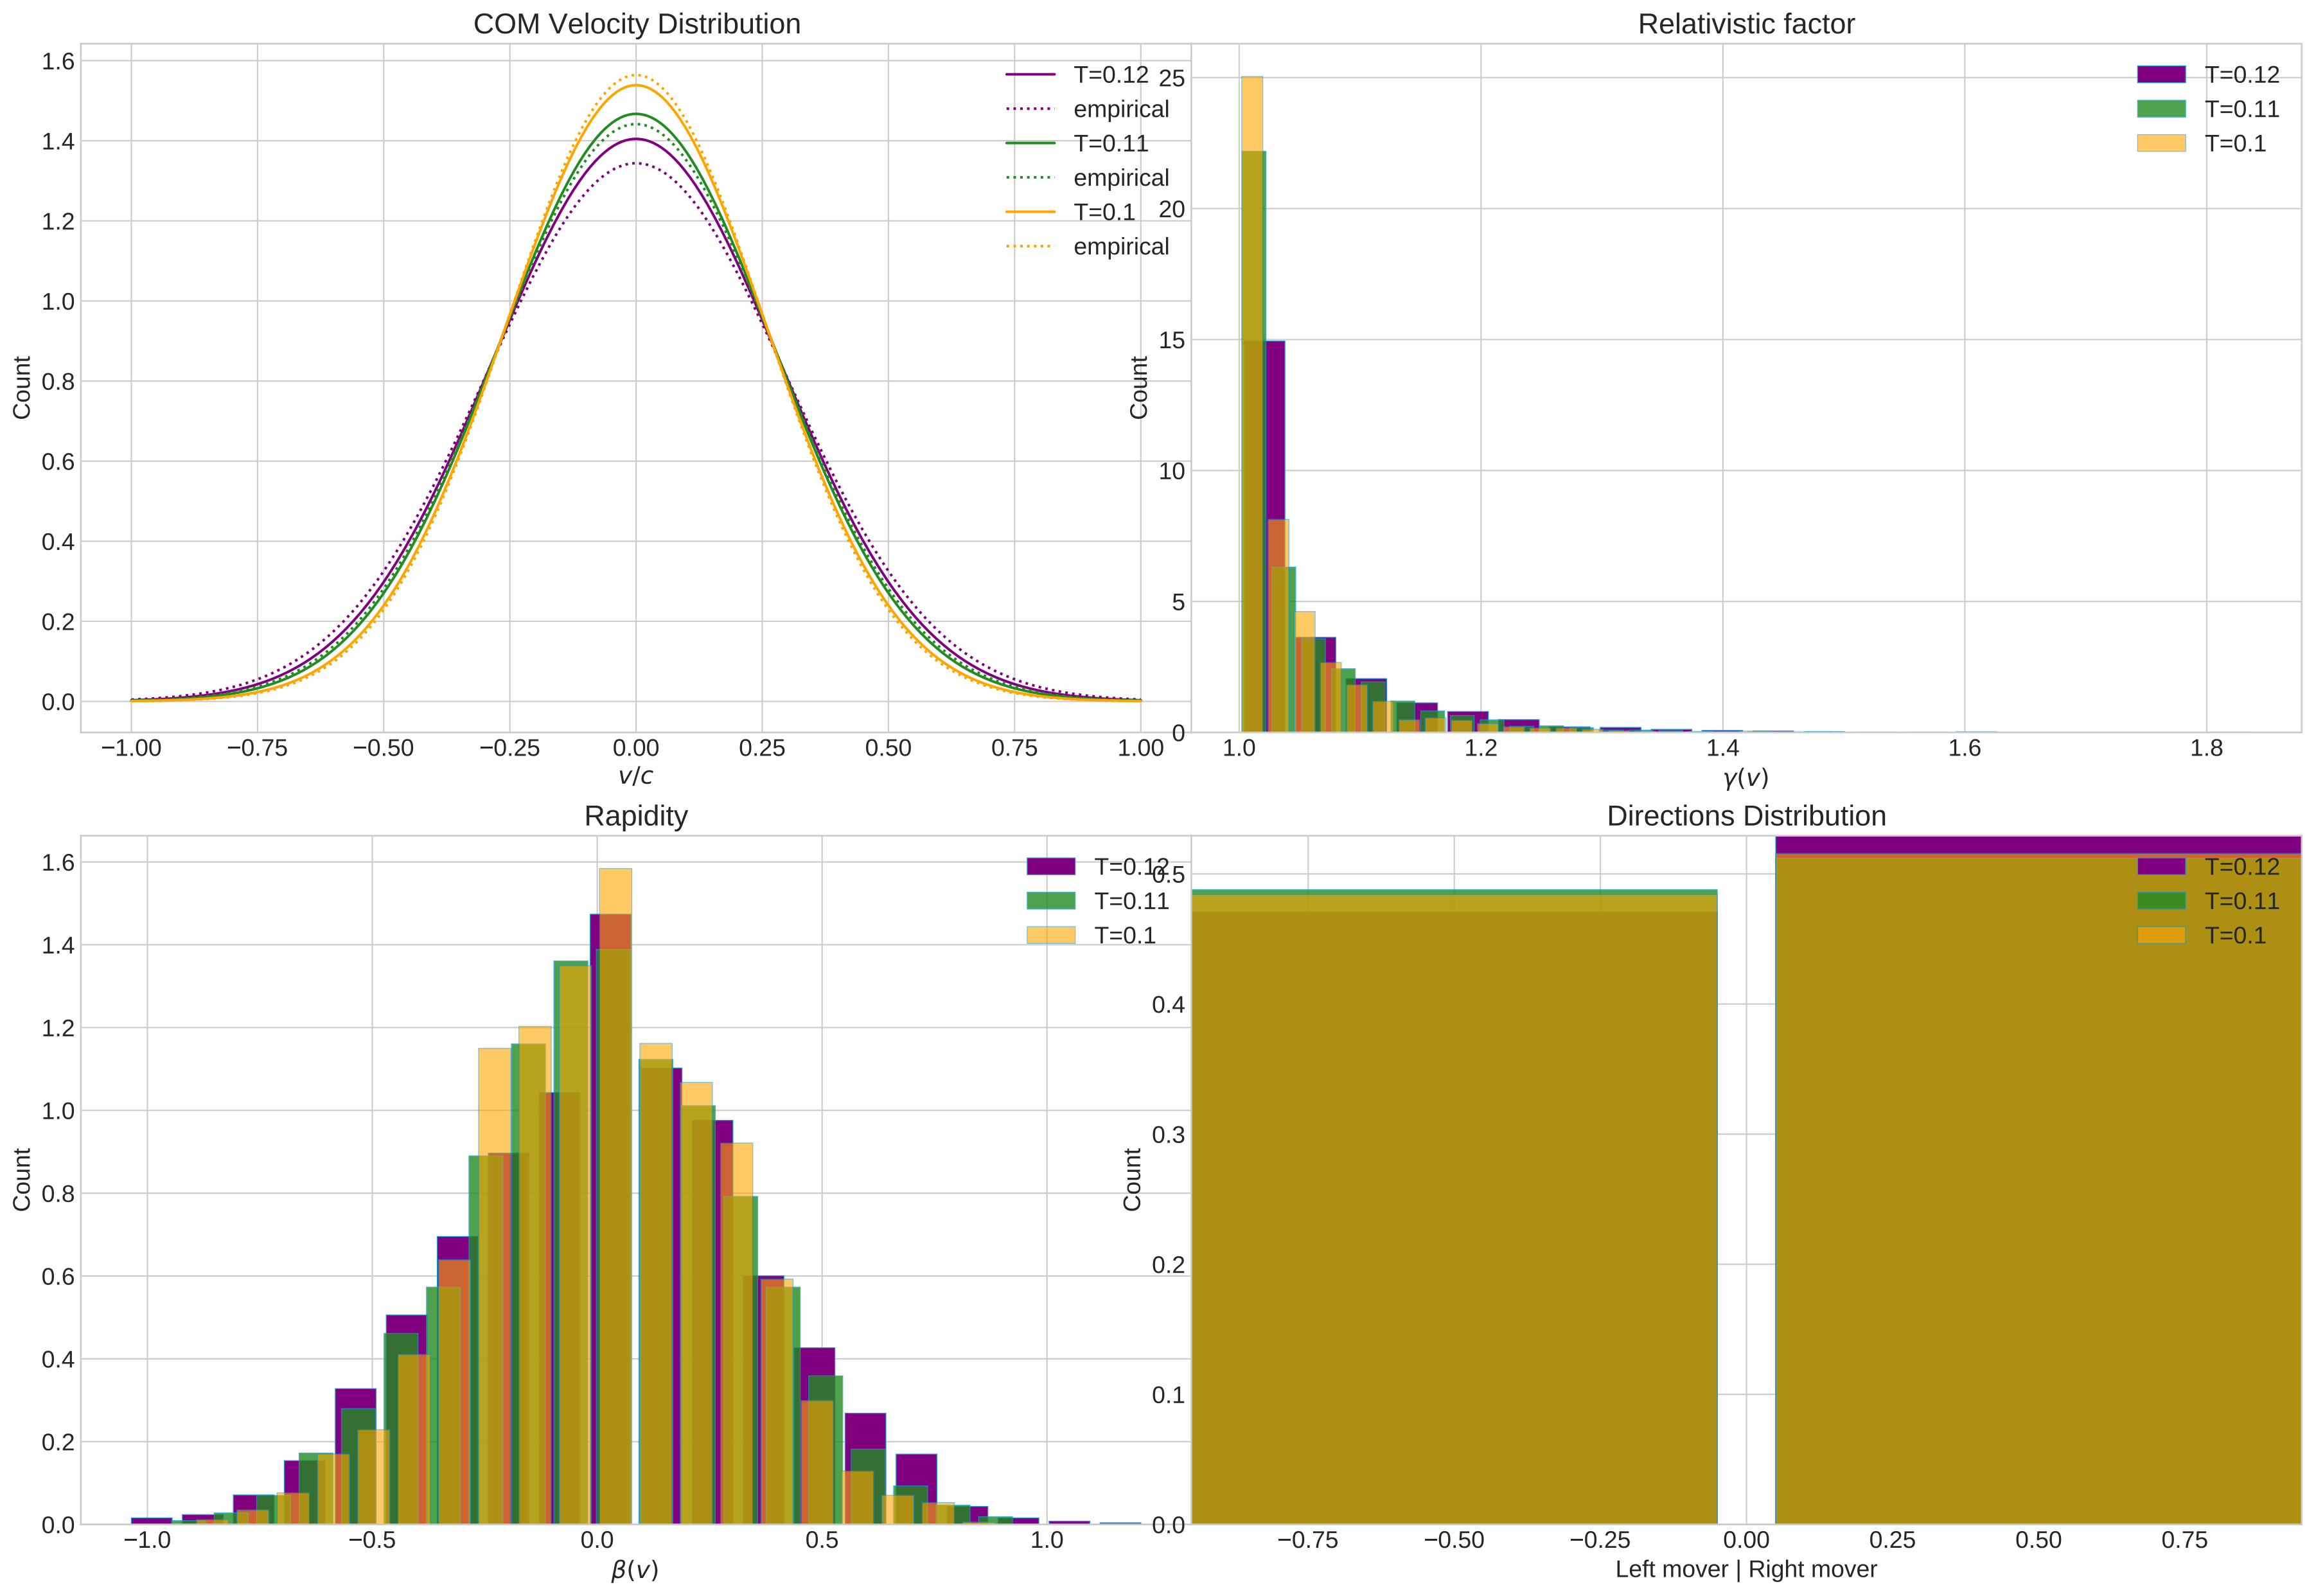 COM Velocity Distribution
1.6
1.4
1.2
1.0
0.8
0.6
0.4
0.2
0.0
Count
T=0.12
empirical
T=0.11
empirical
T=0.1
empirical
−1.00 −0.75 −0.50 −0.25 0.00 0.25 0.50 0.75 1.00
v/c
Relativistic factor
25
20
15
10
5
0
Count
T=0.12
T=0.11
T=0.1
1.0 1.2 1.4 1.6 1.8
γ(v)
Rapidity
1.6
1.4
1.2
1.0
0.8
0.6
0.4
0.2
0.0
Count
T=0.12
T=0.11
T=0.1
−1.0 −0.5 0.0 0.5 1.0
β(v)
Directions Distribution
0.5
0.4
0.3
0.2
0.1
0.0
Count
T=0.12
T=0.11
T=0.1
−0.75 −0.50 −0.25 0.00 0.25 0.50 0.75
Left mover | Right mover